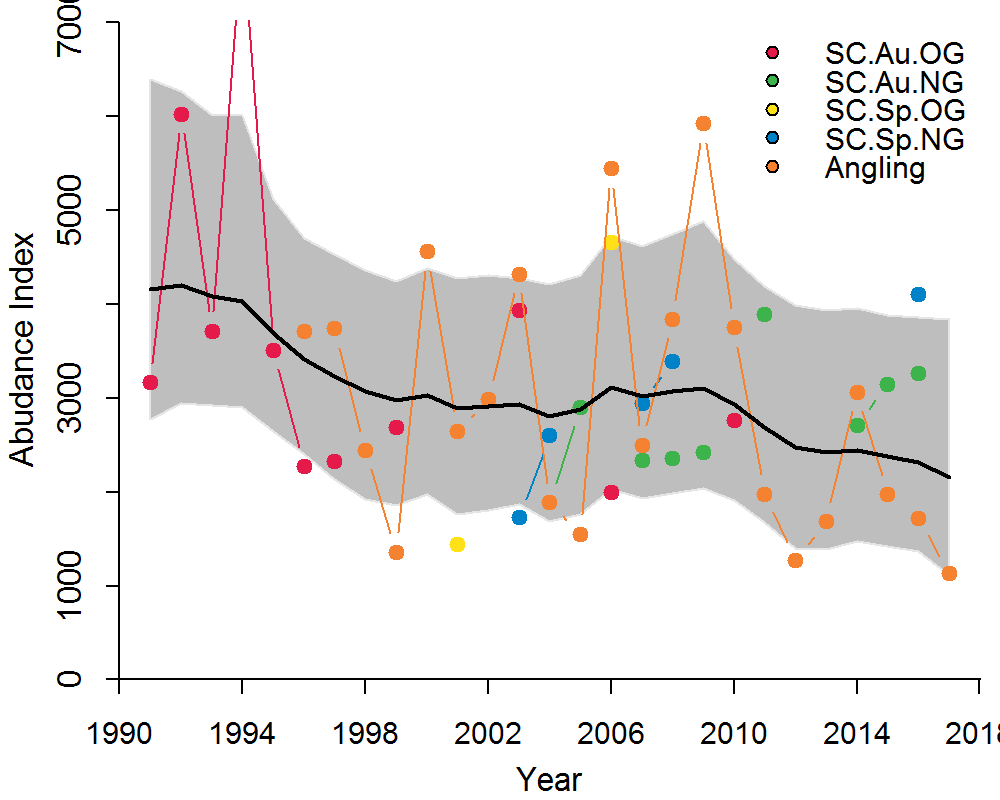 7000
5000
3000
1000
0
Abudance Index
SC.Au.OG
SC.Au.NG
SC.Sp.OG
SC.Sp.NG
Angling
1990 1994 1998 2002 2006 2010 2014 2018
Year